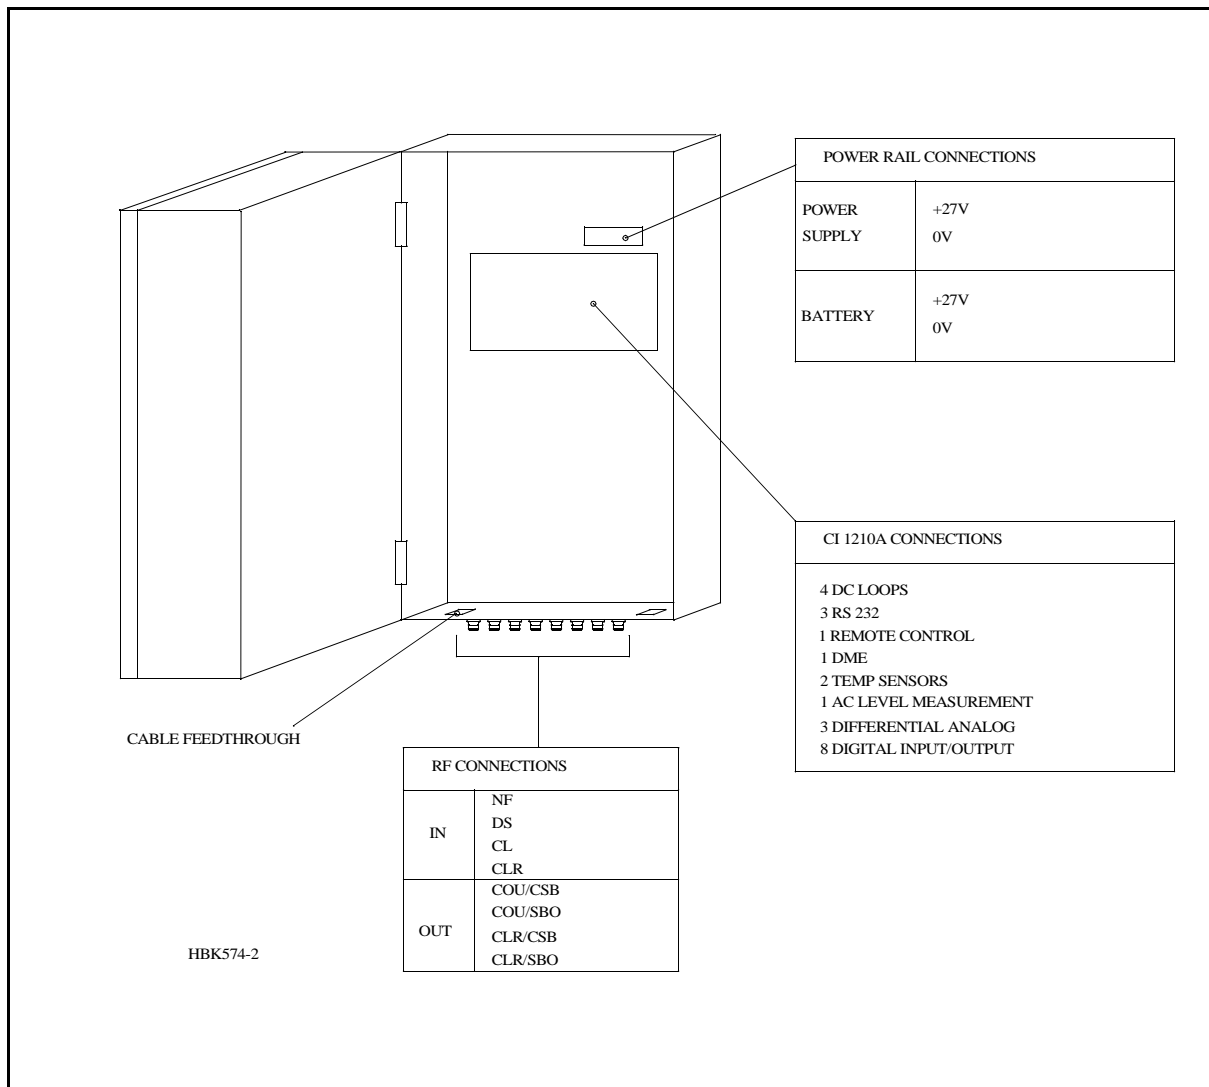 POWER RAIL CONNECTIONS
POWER
SUPPLY
+27V
0V
BATTERY
+27V
0V
CI 1210A CONNECTIONS
4 DC LOOPS
3 RS 232
1 REMOTE CONTROL
1 DME
2 TEMP SENSORS
1 AC LEVEL MEASUREMENT
3 DIFFERENTIAL ANALOG
8 DIGITAL INPUT/OUTPUT
CABLE FEEDTHROUGH
RF CONNECTIONS
IN
NF
DS
CL
CLR
OUT
COU/CSB
COU/SBO
CLR/CSB
CLR/SBO
HBK574-2